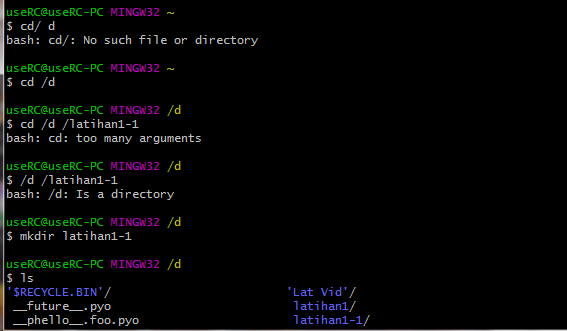 useRC@useRC-PC MINGW32 ~
$ cd/ d
bash: cd/: No such file or directory
useRC@useRC-PC MINGW32 ~
$ cd /d
useRC@useRC-PC MINGW32 /d
$ cd /d /latihan1-1
bash: cd: too many arguments
useRC@useRC-PC MINGW32 /d
$ /d /latihan1-1
bash: /d: Is a directory
useRC@useRC-PC MINGW32 /d
$ mkdir latihan1-1
useRC@useRC-PC MINGW32 /d
$ ls
'$RECYCLE.BIN'/ 'Lat Vid'/
__future__.pyo latihan1/
__phello__.foo.pyo latihan1-1/